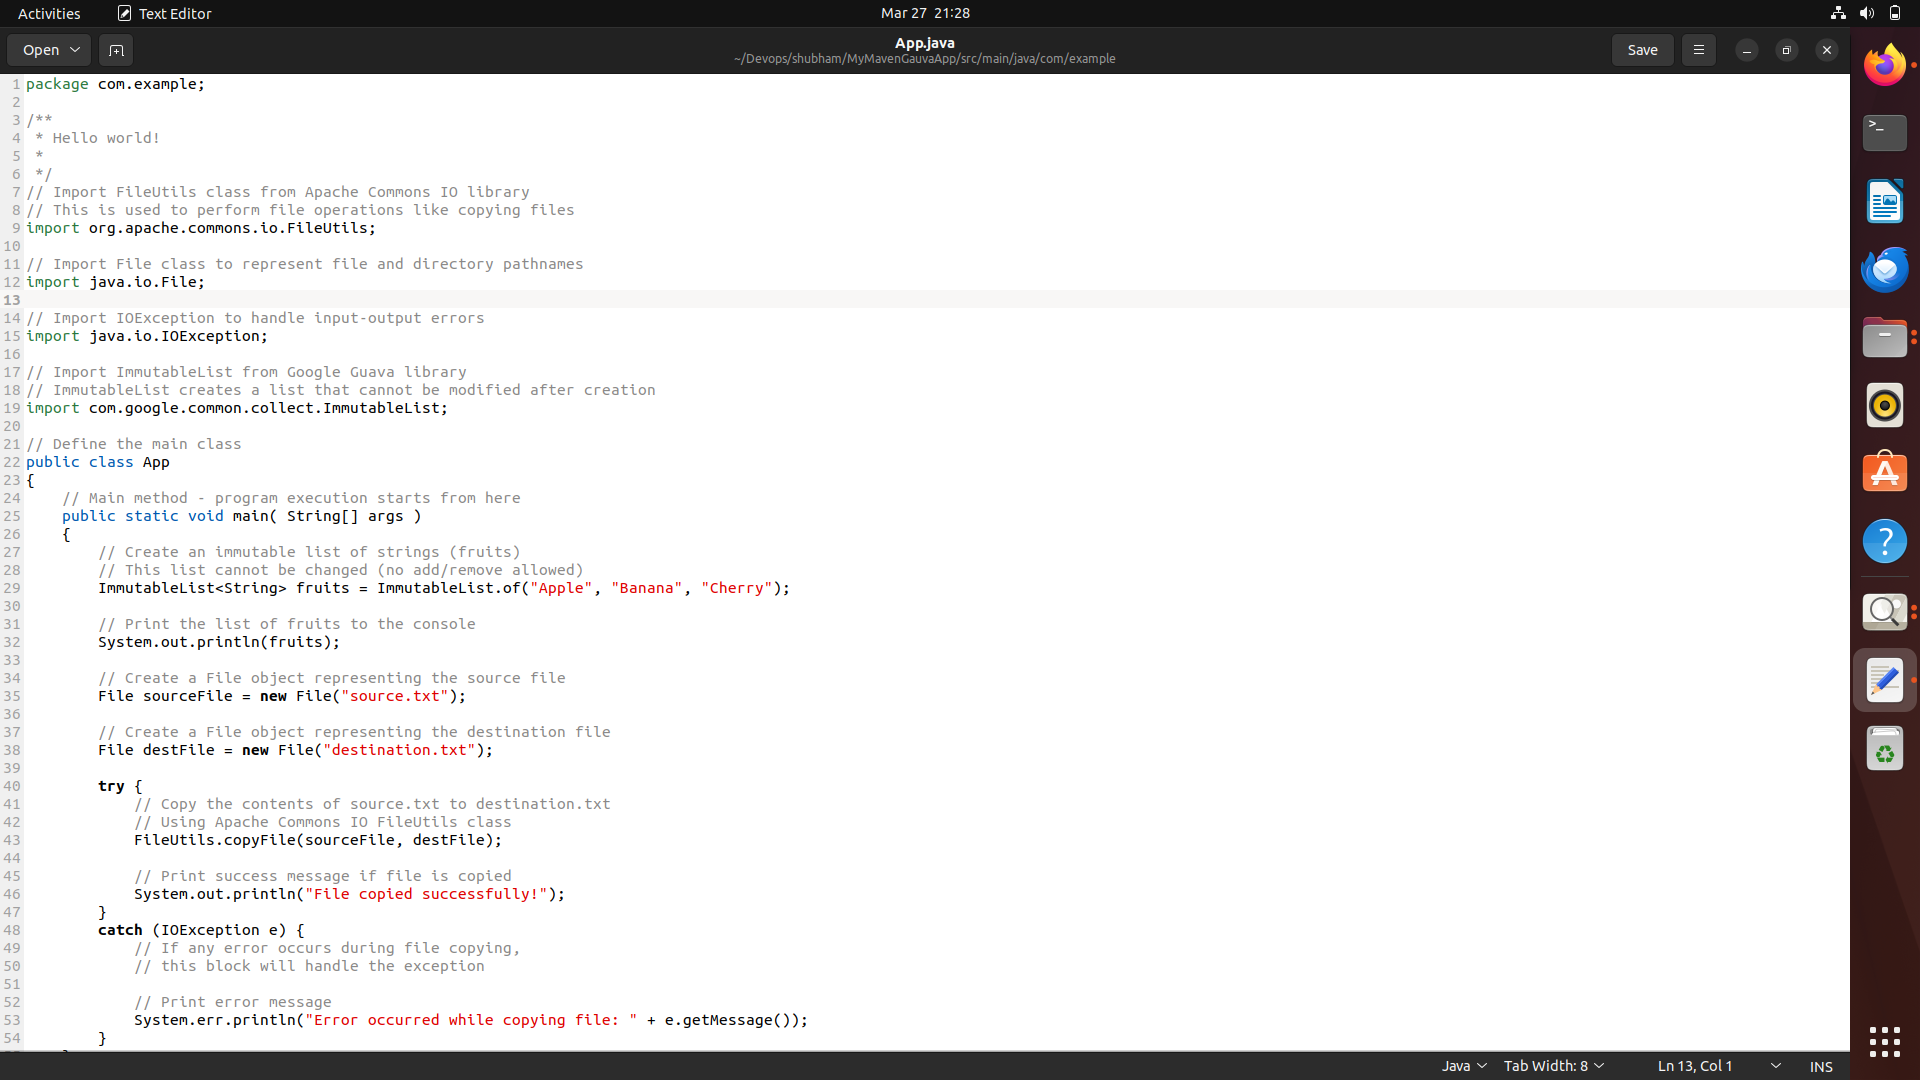 Activities
Text Editor
Mar 27 21:28
Open
App.java
~/Devops/shubham/MyMavenGauvaApp/src/main/java/com/example
Save
1 package com.example;
2
3 /**
4  * Hello world!
5  *
6  */
7 // Import FileUtils class from Apache Commons IO library
8 // This is used to perform file operations like copying files
9 import org.apache.commons.io.FileUtils;
10
11 // Import File class to represent file and directory pathnames
12 import java.io.File;
13
14 // Import IOException to handle input-output errors
15 import java.io.IOException;
16
17 // Import ImmutableList from Google Guava library
18 // ImmutableList creates a list that cannot be modified after creation
19 import com.google.common.collect.ImmutableList;
20
21 // Define the main class
22 public class App
23 {
24     // Main method - program execution starts from here
25     public static void main( String[] args )
26     {
27         // Create an immutable list of strings (fruits)
28         // This list cannot be changed (no add/remove allowed)
29         ImmutableList<String> fruits = ImmutableList.of("Apple", "Banana", "Cherry");
30
31         // Print the list of fruits to the console
32         System.out.println(fruits);
33
34         // Create a File object representing the source file
35         File sourceFile = new File("source.txt");
36
37         // Create a File object representing the destination file
38         File destFile = new File("destination.txt");
39
40         try {
41             // Copy the contents of source.txt to destination.txt
42             // Using Apache Commons IO FileUtils class
43             FileUtils.copyFile(sourceFile, destFile);
44
45             // Print success message if file is copied
46             System.out.println("File copied successfully!");
47         }
48         catch (IOException e) {
49             // If any error occurs during file copying,
50             // this block will handle the exception
51
52             // Print error message
53             System.err.println("Error occurred while copying file: " + e.getMessage());
54         }
Java
Tab Width: 8
Ln 13, Col 1
INS